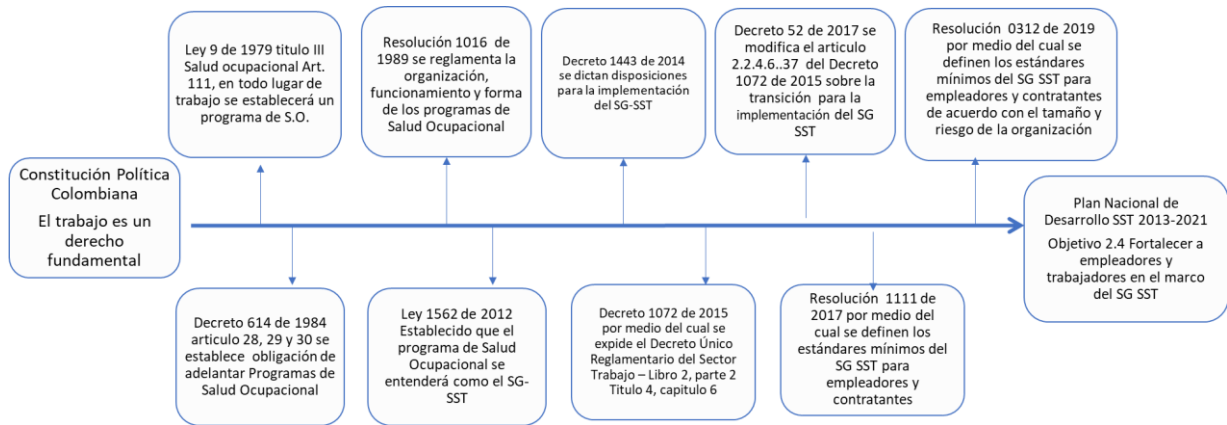 Constitución Política
Colombiana
El trabajo es un
derecho
fundamental
Ley 9 de 1979 titulo III
Salud ocupacional Art.
111, en todo lugar de
trabajo se establecerá un
programa de S.O.
Resolución 1016 de
1989 se reglamenta la
organización,
funcionamiento y forma
de los programas de
Salud Ocupacional
Decreto 1443 de 2014
se dictan disposiciones
para la implementación
del SG-SST
Decreto 52 de 2017 se
modifica el articulo
2.2.4.6..37 del Decreto
1072 de 2015 sobre la
transición para la
implementación del SG
SST
Resolución 0312 de
2019 por medio del cual
se definen los estándares
mínimos del SG SST para
empleadores y
contratantes de acuerdo
con el tamaño y riesgo
de la organización
Decreto 614 de 1984
articulo 28, 29 y 30 se
establece obligación de
adelantar Programas de
Salud Ocupacional
Ley 1562 de 2012
Establecido que el
programa de Salud
Ocupacional se
entenderá como el SG-
SST
Decreto 1072 de 2015
por medio del cual se
expide el Decreto Único
Reglamentario del Sector
Trabajo – Libro 2, parte 2
Titulo 4, capitulo 6
Resolución 1111 de
2017 por medio del
cual se definen los
estándares mínimos del
SG SST para
empleadores y
contratantes
Plan Nacional de
Desarrollo SST 2013-2021
Objetivo 2.4 Fortalecer a
empleadores y
trabajadores en el marco
del SG SST